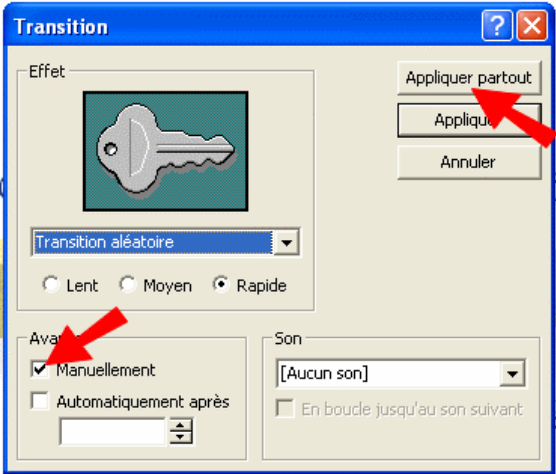 Transition
Effet
Appliquer partout
Annuler
Transition aléatoire
Lent Moyen Rapide
Son
Manuellement
[Aucun son]
Automatiquement après
En boucle jusqu'au son suivant